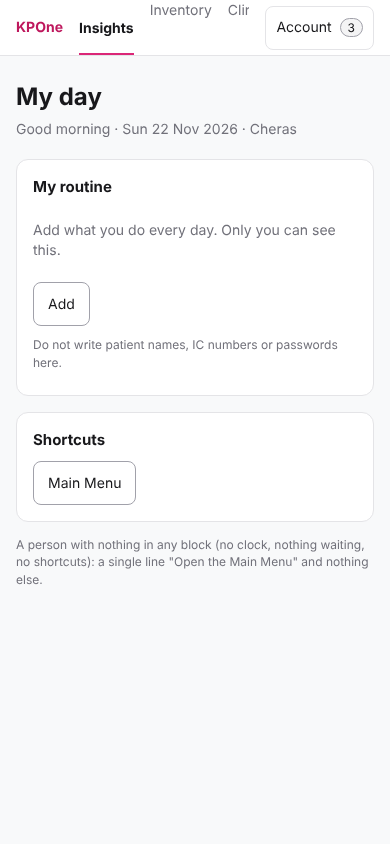 KPOne
Insights
Inventory
Account 3
My day
Good morning · Sun 22 Nov 2026 · Cheras
My routine
Add what you do every day. Only you can see
this.
Add
Do not write patient names, IC numbers or passwords
here.
Shortcuts
Main Menu
A person with nothing in any block (no clock, nothing waiting,
no shortcuts): a single line "Open the Main Menu" and nothing
else.